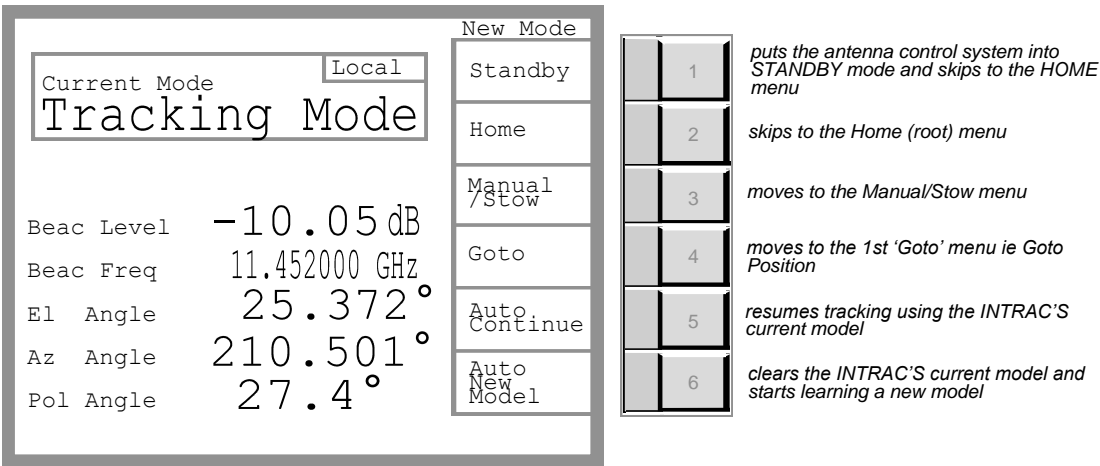 New Mode
Local
Current Mode
Tracking Mode
Beac Level -10.05 dB
Beac Freq 11.452000 GHz
El Angle 25.372°
Az Angle 210.501°
Pol Angle 27.4°
Standby
Home
Manual
/Stow
Goto
Auto
Continue
Auto
New
Model
1
puts the antenna control system into
STANDBY mode and skips to the HOME
menu
2
skips to the Home (root) menu
3
moves to the Manual/Stow menu
4
moves to the 1st ‘Goto’ menu ie Goto
Position
5
resumes tracking using the INTRAC’S
current model
6
clears the INTRAC’S current model and
starts learning a new model